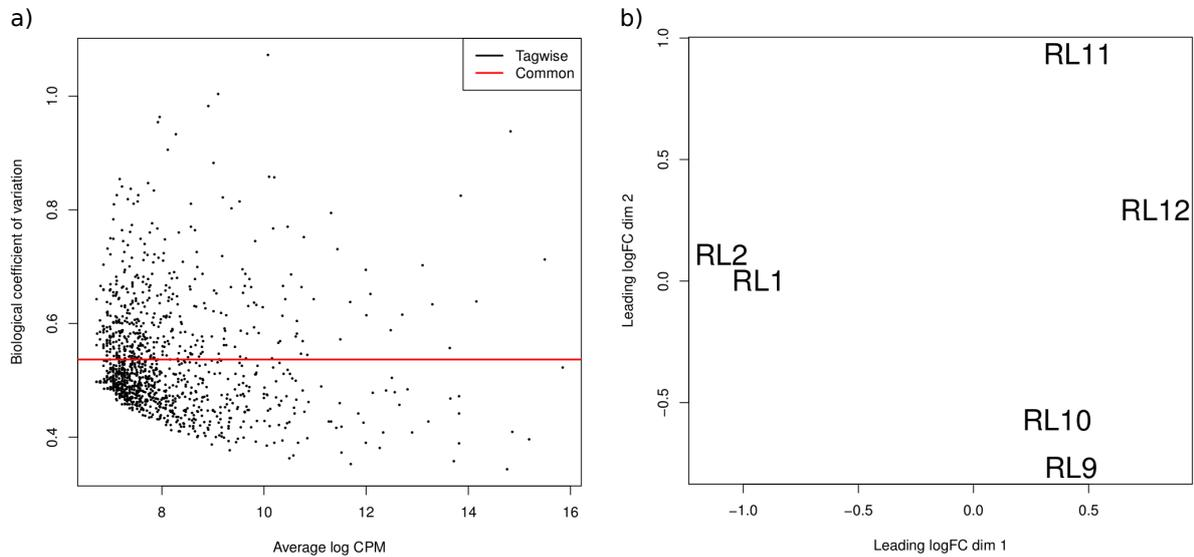 a)
Tagwise
Common
Biological coefficient of variation
1.0
0.8
0.6
0.4
8 10 12 14 16
Average log CPM
b)
RL11
RL12
RL2
RL1
RL10
RL9
Leading logFC dim 2
1.0
0.5
0.0
−0.5
−1.0 −0.5 0.0 0.5
Leading logFC dim 1